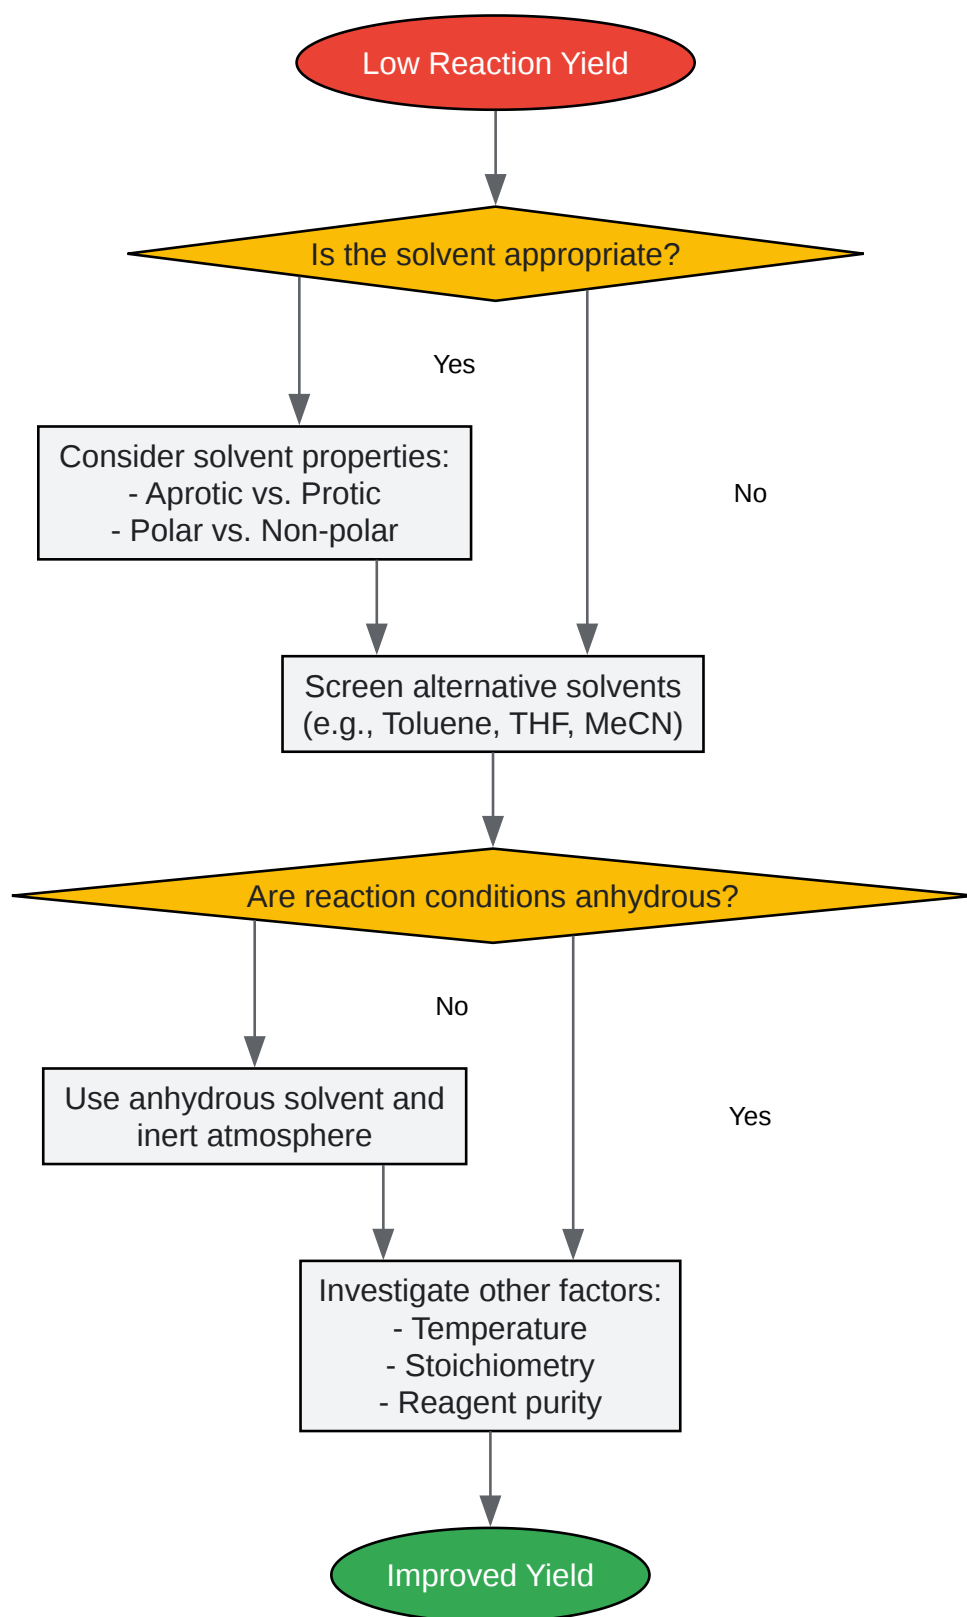 Low Reaction Yield
Is the solvent appropriate?
Yes
Consider solvent properties:
- Aprotic vs. Protic
- Polar vs. Non-polar
No
Screen alternative solvents
(e.g., Toluene, THF, MeCN)
Are reaction conditions anhydrous?
No
Use anhydrous solvent and
inert atmosphere
Yes
Investigate other factors:
- Temperature
- Stoichiometry
- Reagent purity
Improved Yield